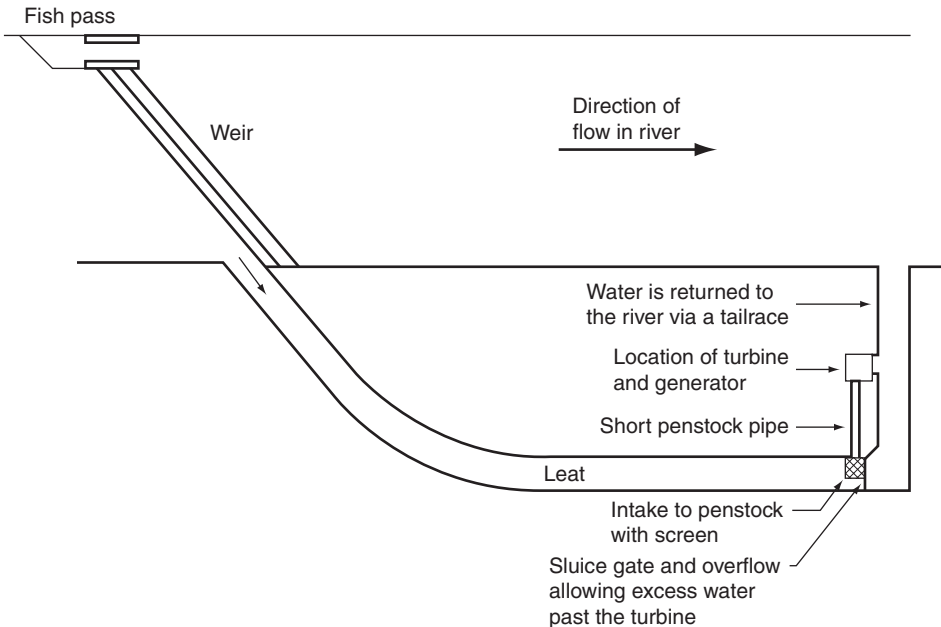 Fish pass
Weir
Direction of
flow in river
Water is returned to
the river via a tailrace
Location of turbine
and generator
Short penstock pipe
Leat
Intake to penstock
with screen
Sluice gate and overflow
allowing excess water
past the turbine